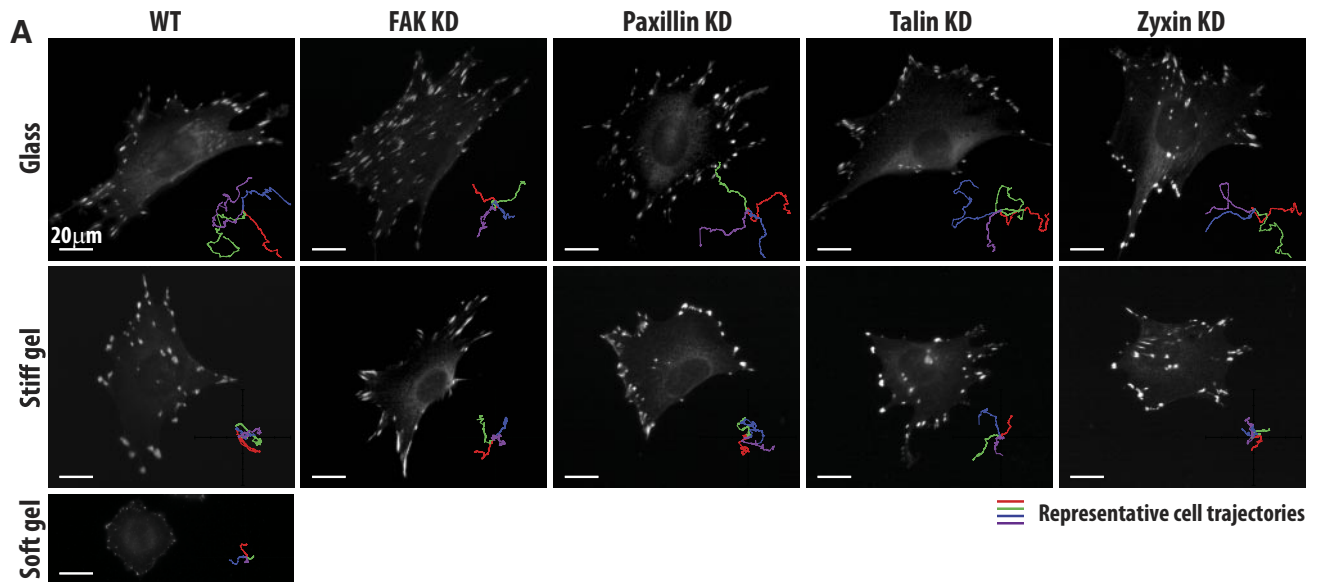 A
WT
FAK KD
Paxillin KD
Talin KD
Zyxin KD
Glass
20μm
Stiff gel
Soft gel
Representative cell trajectories